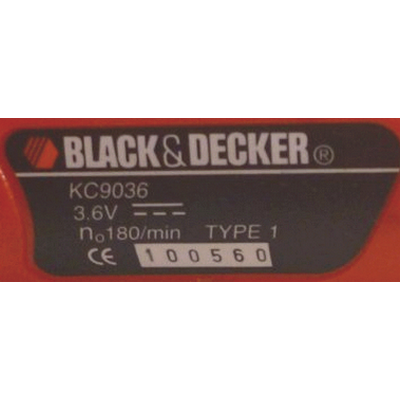 BLACK&DECKER®
KC9036
3.6V ⎓
n₀180/min TYPE 1
CE 100560